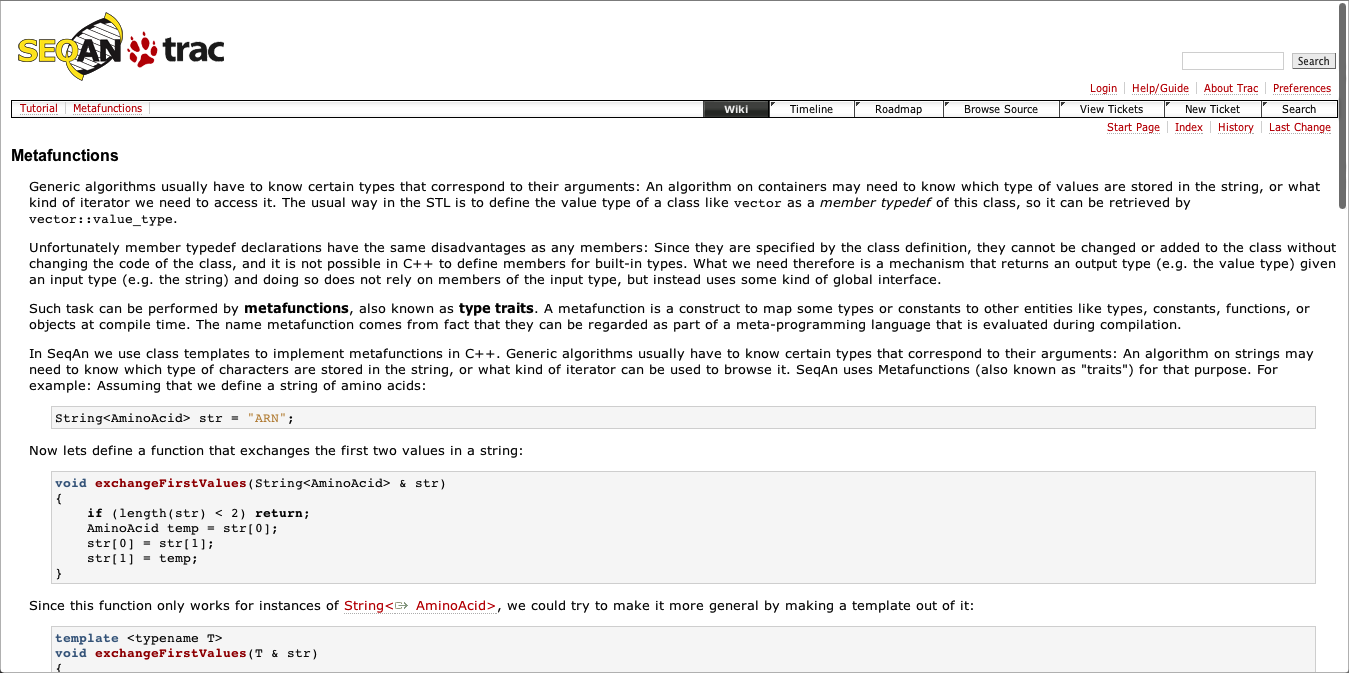 SEQAN trac
Search
Login Help/Guide About Trac Preferences
Tutorial Metafunctions Wiki Timeline Roadmap Browse Source View Tickets New Ticket Search
Start Page Index History Last Change
Metafunctions
Generic algorithms usually have to know certain types that correspond to their arguments: An algorithm on containers may need to know which type of values are stored in the string, or what
kind of iterator we need to access it. The usual way in the STL is to define the value type of a class like vector as a member typedef of this class, so it can be retrieved by
vector::value_type.
Unfortunately member typedef declarations have the same disadvantages as any members: Since they are specified by the class definition, they cannot be changed or added to the class without
changing the code of the class, and it is not possible in C++ to define members for built-in types. What we need therefore is a mechanism that returns an output type (e.g. the value type) given
an input type (e.g. the string) and doing so does not rely on members of the input type, but instead uses some kind of global interface.
Such task can be performed by metafunctions, also known as type traits. A metafunction is a construct to map some types or constants to other entities like types, constants, functions, or
objects at compile time. The name metafunction comes from fact that they can be regarded as part of a meta-programming language that is evaluated during compilation.
In SeqAn we use class templates to implement metafunctions in C++. Generic algorithms usually have to know certain types that correspond to their arguments: An algorithm on strings may
need to know which type of characters are stored in the string, or what kind of iterator can be used to browse it. SeqAn uses Metafunctions (also known as "traits") for that purpose. For
example: Assuming that we define a string of amino acids:
String<AminoAcid> str = "ARN";
Now lets define a function that exchanges the first two values in a string:
void exchangeFirstValues(String<AminoAcid> & str)
{
if (length(str) < 2) return;
AminoAcid temp = str[0];
str[0] = str[1];
str[1] = temp;
}
Since this function only works for instances of String< AminoAcid>, we could try to make it more general by making a template out of it:
template <typename T>
void exchangeFirstValues(T & str)
{